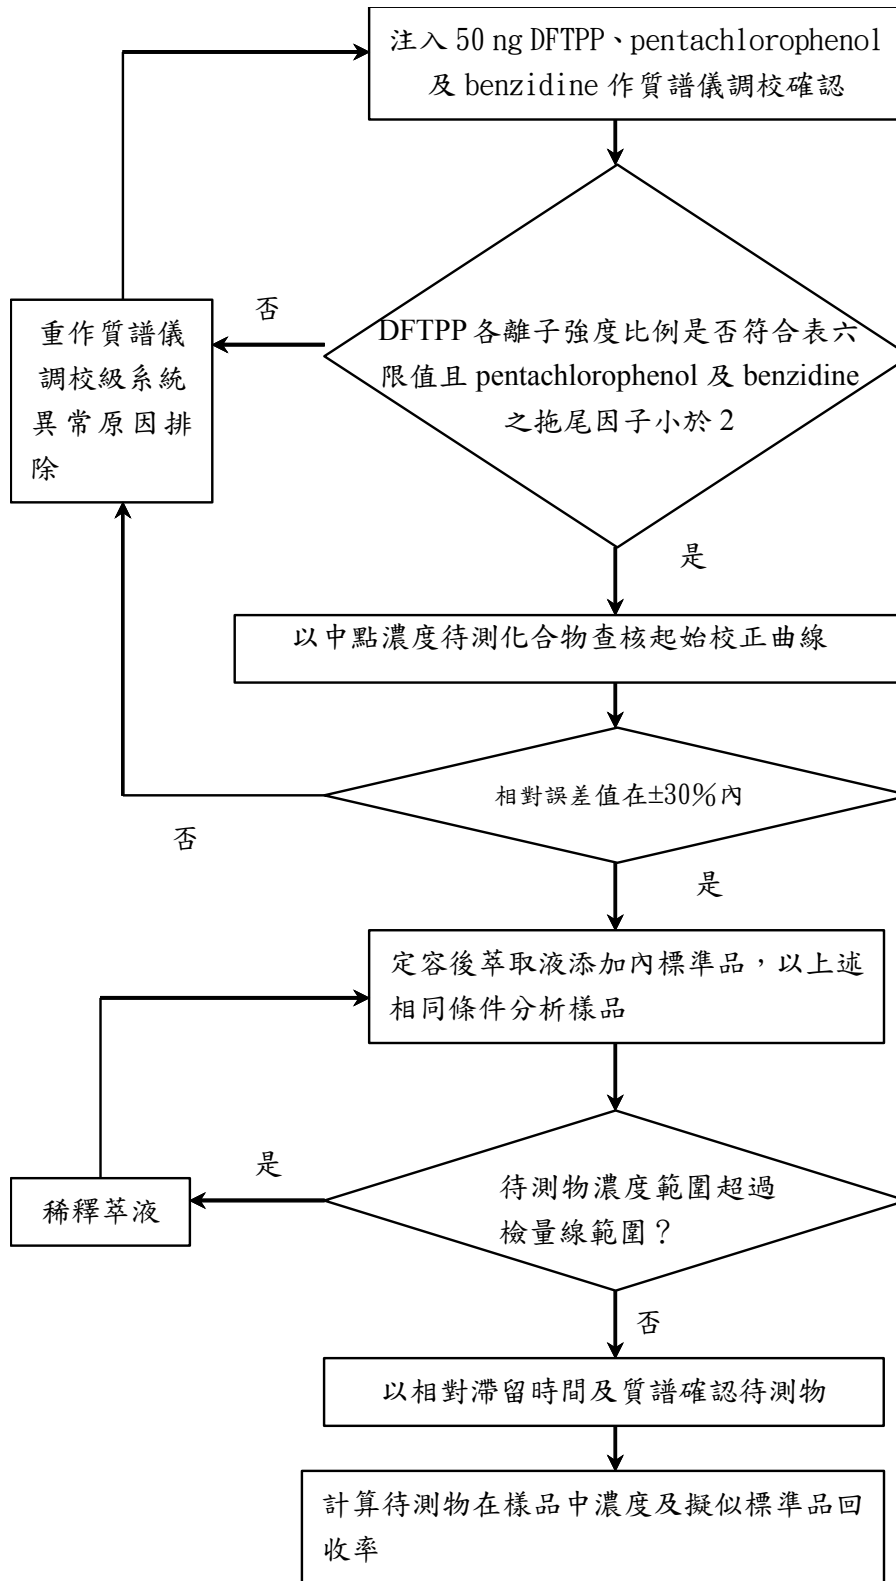 注入 50 ng DFTPP、pentachlorophenol
及 benzidine 作質譜儀調校確認
否
重作質譜儀
調校級系統
異常原因排
除
DFTPP 各離子強度比例是否符合表六
限值且 pentachlorophenol 及 benzidine
之拖尾因子小於 2
是
以中點濃度待測化合物查核起始校正曲線
相對誤差值在±30%內
否
是
定容後萃取液添加內標準品，以上述
相同條件分析樣品
是
稀釋萃液
待測物濃度範圍超過
檢量線範圍？
否
以相對滯留時間及質譜確認待測物
計算待測物在樣品中濃度及擬似標準品回
收率